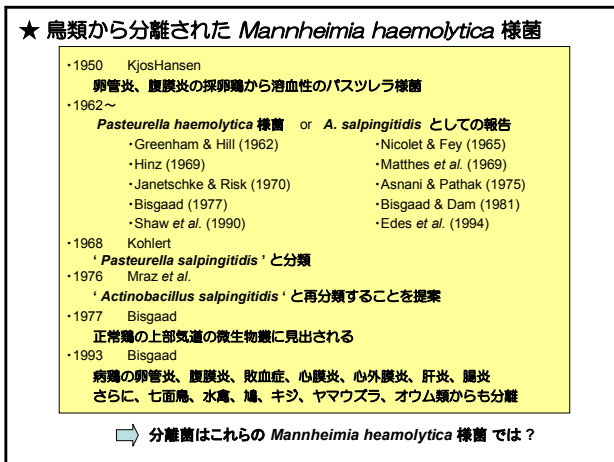 ★ 鳥類から分離された Mannheimia haemolytica 様菌
・1950 KjosHansen
卵管炎、腹膜炎の採卵鶏から溶血性のパスツレラ様菌
・1962～
Pasteurella haemolytica 様菌 or A. salpingitidis としての報告
・Greenham & Hill (1962) ・Nicolet & Fey (1965)
・Hinz (1969) ・Matthes et al. (1969)
・Janetschke & Risk (1970) ・Asnani & Pathak (1975)
・Bisgaad (1977) ・Bisgaad & Dam (1981)
・Shaw et al. (1990) ・Edes et al. (1994)
・1968 Kohlert
‘ Pasteurella salpingitidis ’ と分類
・1976 Mraz et al.
‘ Actinobacillus salpingitidis ‘ と再分類することを提案
・1977 Bisgaad
正常鶏の上部気道の微生物叢に見出される
・1993 Bisgaad
病鶏の卵管炎、腹膜炎、敗血症、心膜炎、心外膜炎、肝炎、腸炎
さらに、七面鳥、水禽、鳩、キジ、ヤマウズラ、オウム類からも分離
⇨ 分離菌はこれらの Mannheimia heamolytica 様菌 では？